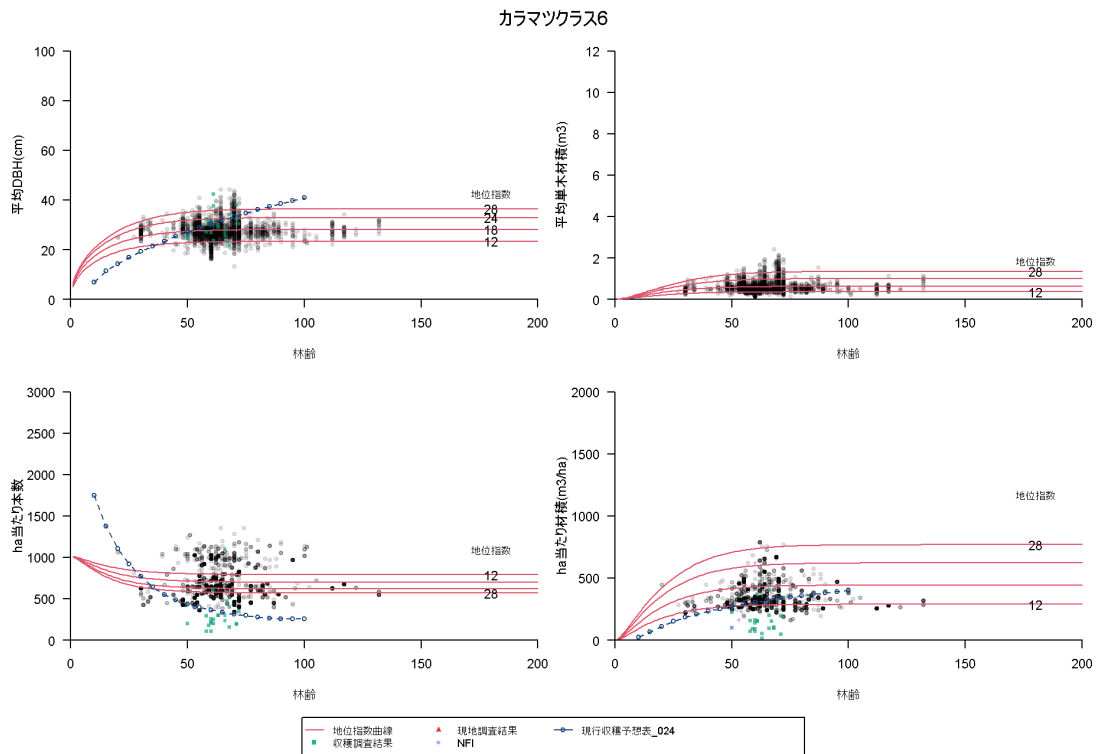 カラマツクラス6
平均DBH(cm)
100
80
60
40
20
0
地位指数
28
24
18
12
0 50 100 150 200
林齢
平均単木材積(m3)
12
10
8
6
4
2
0
地位指数
28
12
0 50 100 150 200
林齢
ha当たり本数
3000
2500
2000
1500
1000
500
0
地位指数
12
28
0 50 100 150 200
林齢
ha当たり材積(m3/ha)
2000
1500
1000
500
0
地位指数
28
12
0 50 100 150 200
林齢
地位指数曲線 現地調査結果 現行収穫予想表_024
収穫調査結果 NFI